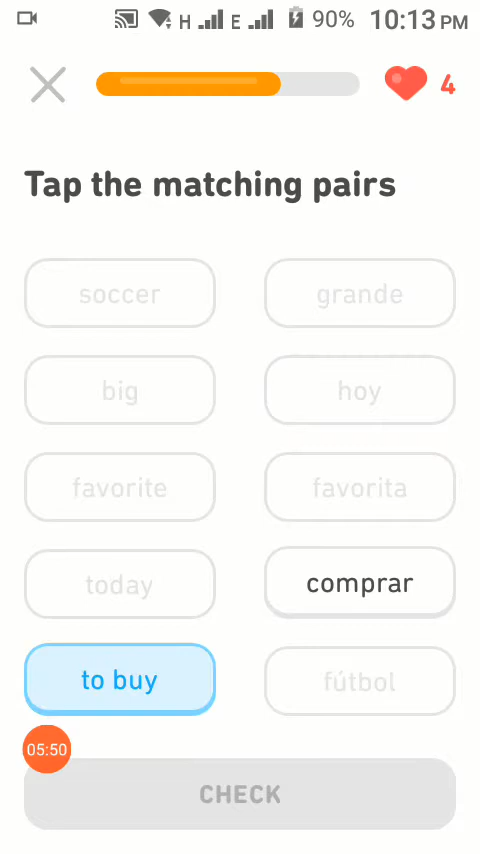 H E 90% 10:13 PM
4
Tap the matching pairs
soccer grande
big hoy
favorite favorita
today comprar
to buy fútbol
05:50
CHECK